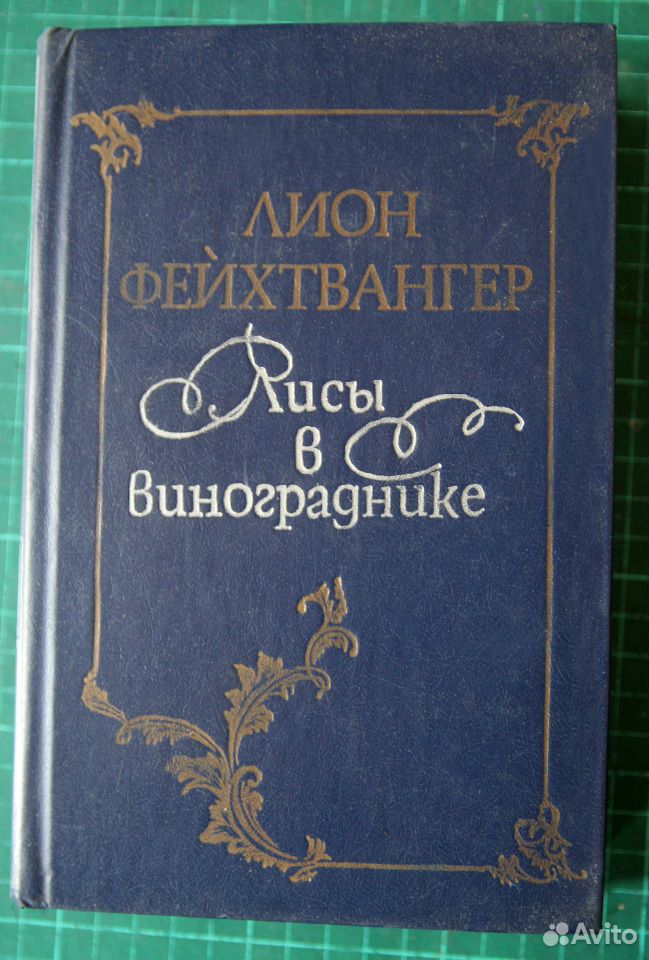 ЛИОН
ФЕЙХТВАНГЕР
Лисы
в
винограднике
Avito